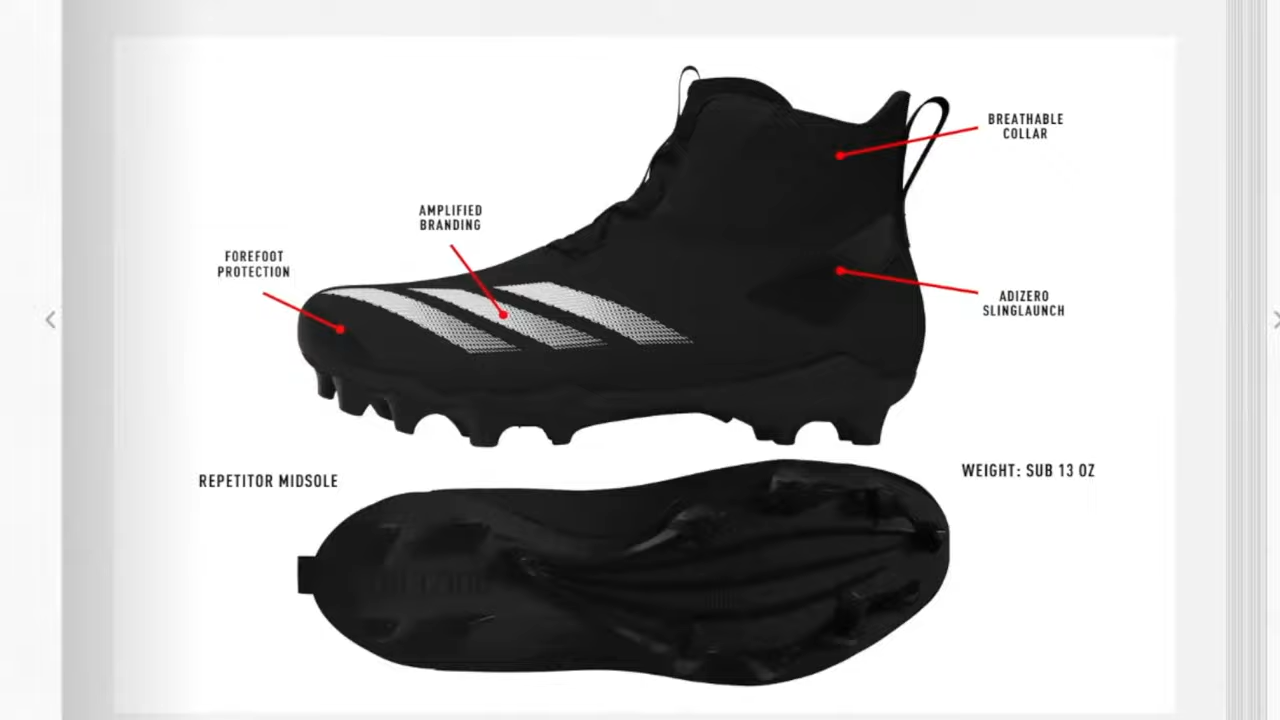 BREATHABLE
COLLAR
AMPLIFIED
BRANDING
FOREFOOT
PROTECTION
ADIZERO
SLINGLAUNCH
REPETITOR MIDSOLE
WEIGHT: SUB 13 OZ